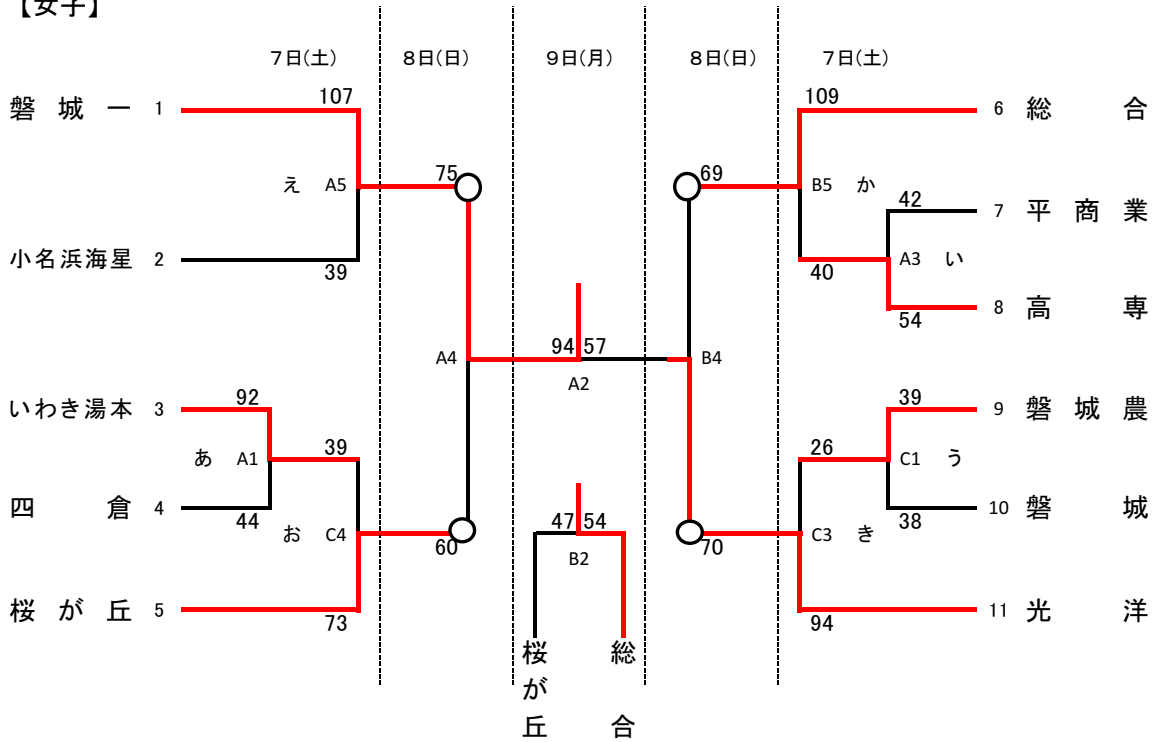 【女子】
7日(土) 8日(日) 9日(月) 8日(日) 7日(土)
磐城一 1 107 109 6 総合
75 69
え A5 B5 か
42 7 平商業
小名浜海星 2 39 40 A3 い
54 8 高専
A4 94 57 B4
A2
いわき湯本 3 92 39 9 磐城農
39 26
あ A1 C1 う
四倉 4 44 38 10 磐城
お C4 60 47 54 70 C3 き
B2
桜が丘 5 73 94 11 光洋
桜が丘 総合